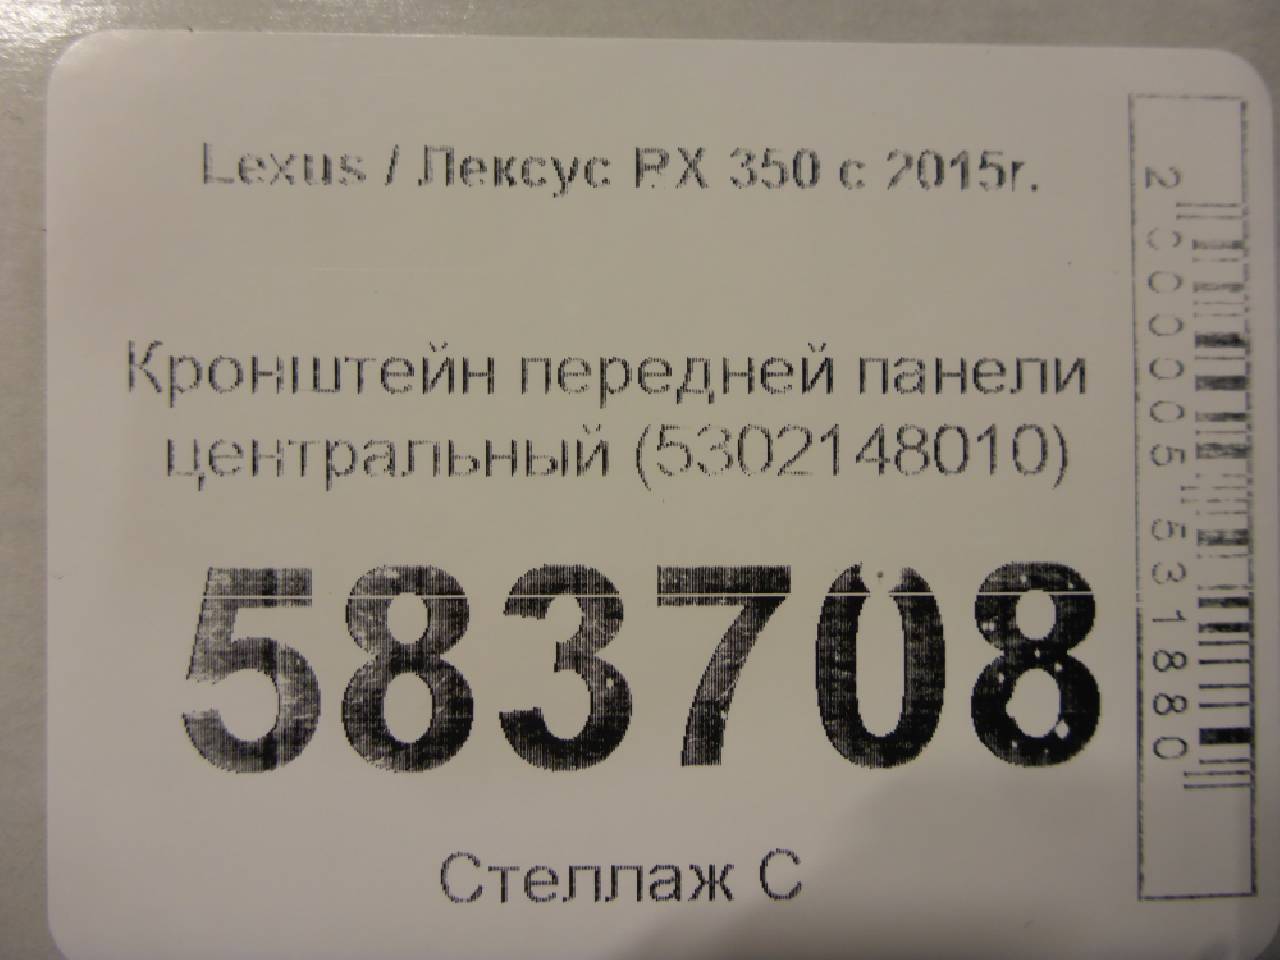 Lexus / Лексус RX 350 с 2015г.
Кронштейн передней панели
центральный (5302148010)
583708
Стеллаж С
2000005531880